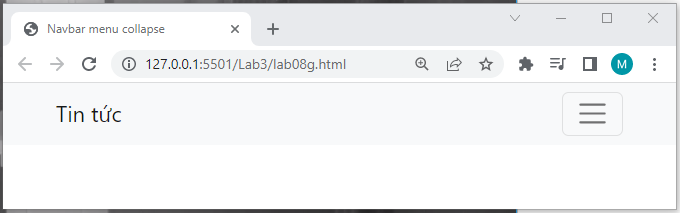 Navbar menu collapse
127.0.0.1:5501/Lab3/lab08g.html
M
Tin tức